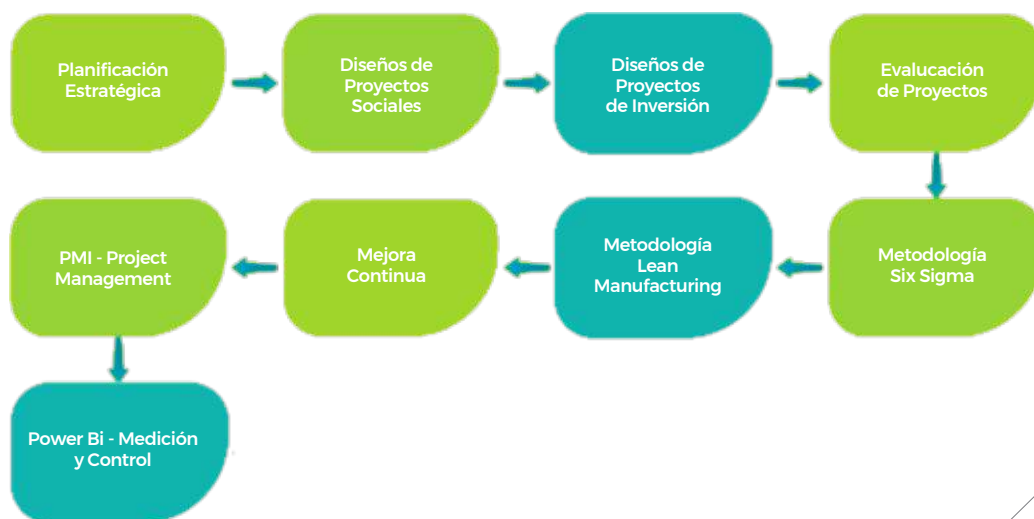 Planificación
Estratégica
Diseños de
Proyectos
Sociales
Diseños de
Proyectos
de Inversión
Evalucación
de Proyectos
Metodología
Six Sigma
Metodología
Lean
Manufacturing
Mejora
Continua
PMI - Project
Management
Power Bi - Medición
y Control